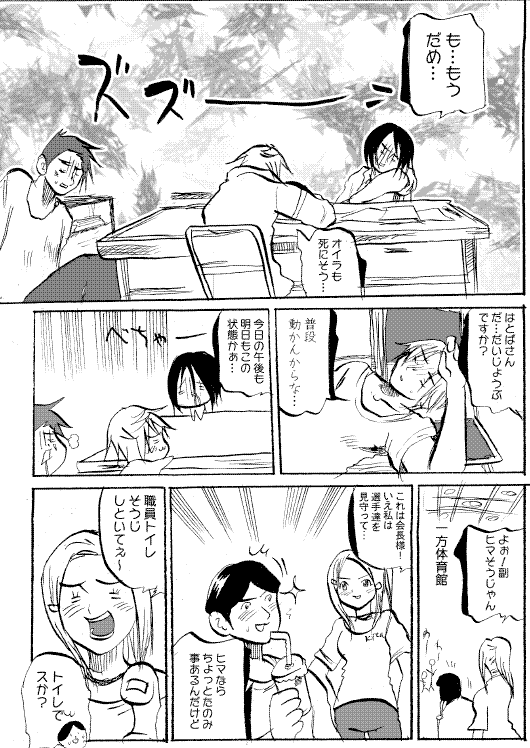 も…もう
だめ…
ズズーーン
オイラも
死にそう…
はとばさん
だ…だいじょうぶ
ですか？
普段
動かんからな…
今日の午後も
明日もこの
状態かぁ…
べちゃー
よぉ！副
ヒマそうじゃん
一方体育館
これは会長様！
いえ私は
選手達を
見守って…
ヒマなら
ちょっとたのみ
事あるんだけど
職員トイレ
そうじ
しといてぇ～
トイレで
スか？